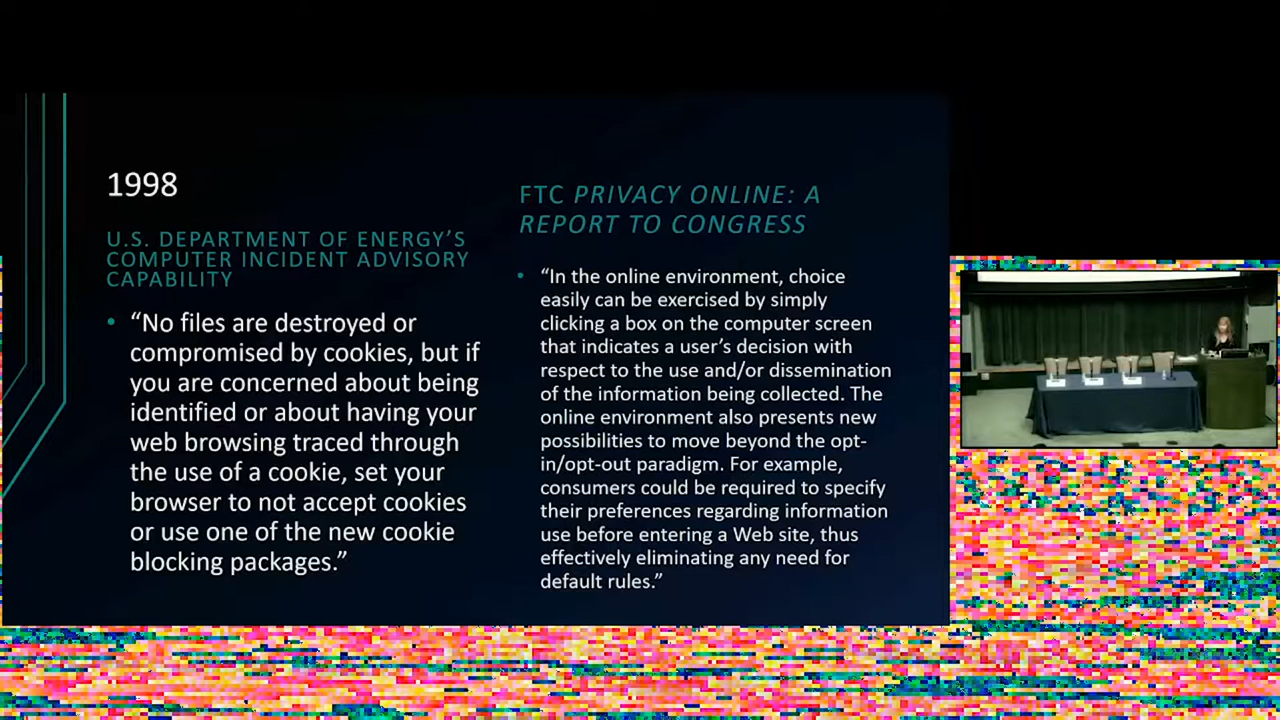 1998
U.S. DEPARTMENT OF ENERGY'S
COMPUTER INCIDENT ADVISORY
CAPABILITY
• “No files are destroyed or
compromised by cookies, but if
you are concerned about being
identified or about having your
web browsing traced through
the use of a cookie, set your
browser to not accept cookies
or use one of the new cookie
blocking packages.”
FTC PRIVACY ONLINE: A
REPORT TO CONGRESS
• “In the online environment, choice
easily can be exercised by simply
clicking a box on the computer screen
that indicates a user’s decision with
respect to the use and/or dissemination
of the information being collected. The
online environment also presents new
possibilities to move beyond the opt-
in/opt-out paradigm. For example,
consumers could be required to specify
their preferences regarding information
use before entering a Web site, thus
effectively eliminating any need for
default rules.”